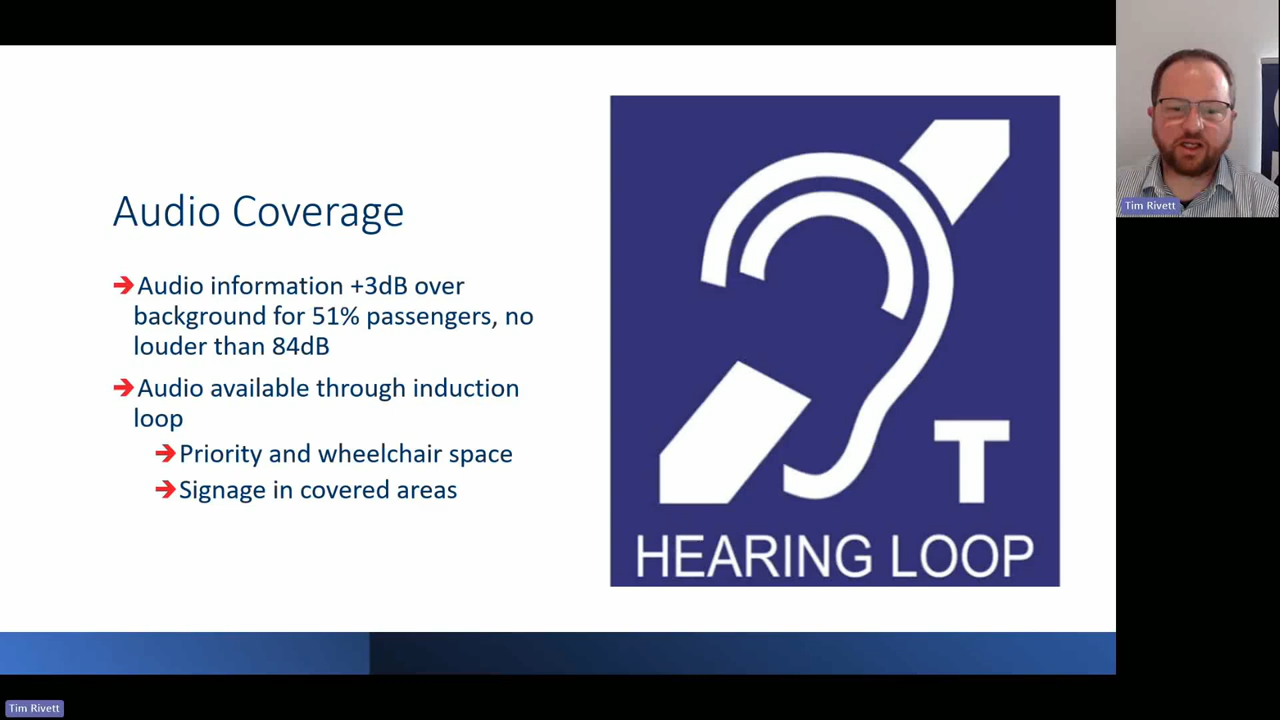 Audio Coverage
Audio information +3dB over
background for 51% passengers, no
louder than 84dB
Audio available through induction
loop
Priority and wheelchair space
Signage in covered areas
T
HEARING LOOP
Tim Rivett
Tim Rivett